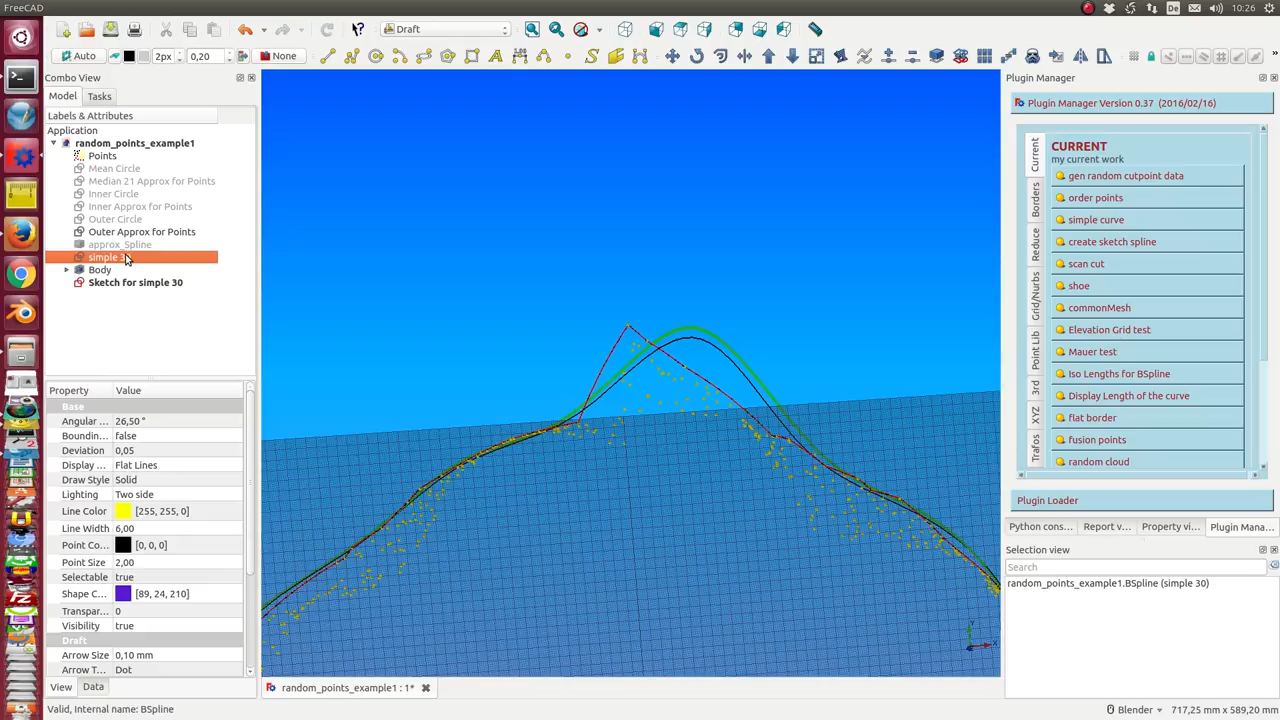 FreeCAD
De
10:26
Draft
Auto
2px
0,20
None
Combo View
Model
Tasks
Labels & Attributes
Application
random_points_example1
Points
Mean Circle
Median 21 Approx for Points
Inner Circle
Inner Approx for Points
Outer Circle
Outer Approx for Points
approx_Spline
simple 30
Body
Sketch for simple 30
Property Value
Base
Angular ... 26,50 °
Boundin... false
Deviation 0,05
Display ... Flat Lines
Draw Style Solid
Lighting Two side
Line Color [255, 255, 0]
Line Width 6,00
Point Co... [0, 0, 0]
Point Size 2,00
Selectable true
Shape C... [89, 24, 210]
Transpar... 0
Visibility true
Draft
Arrow Size 0,10 mm
Arrow T... Dot
View
Data
random_points_example1 : 1*
Plugin Manager
Plugin Manager Version 0.37 (2016/02/16)
Current
Borders
Reduce
Grid/Nurbs
Point Lib
3rd
XYZ
Trafos
CURRENT
my current work
gen random cutpoint data
order points
simple curve
create sketch spline
scan cut
shoe
commonMesh
Elevation Grid test
Mauer test
Iso Lengths for BSpline
Display Length of the curve
flat border
fusion points
random cloud
Plugin Loader
Python cons...
Report v...
Property vi...
Plugin Mana...
Selection view
Search
random_points_example1.BSpline (simple 30)
Valid, Internal name: BSpline
Blender
717,25 mm x 589,20 mm